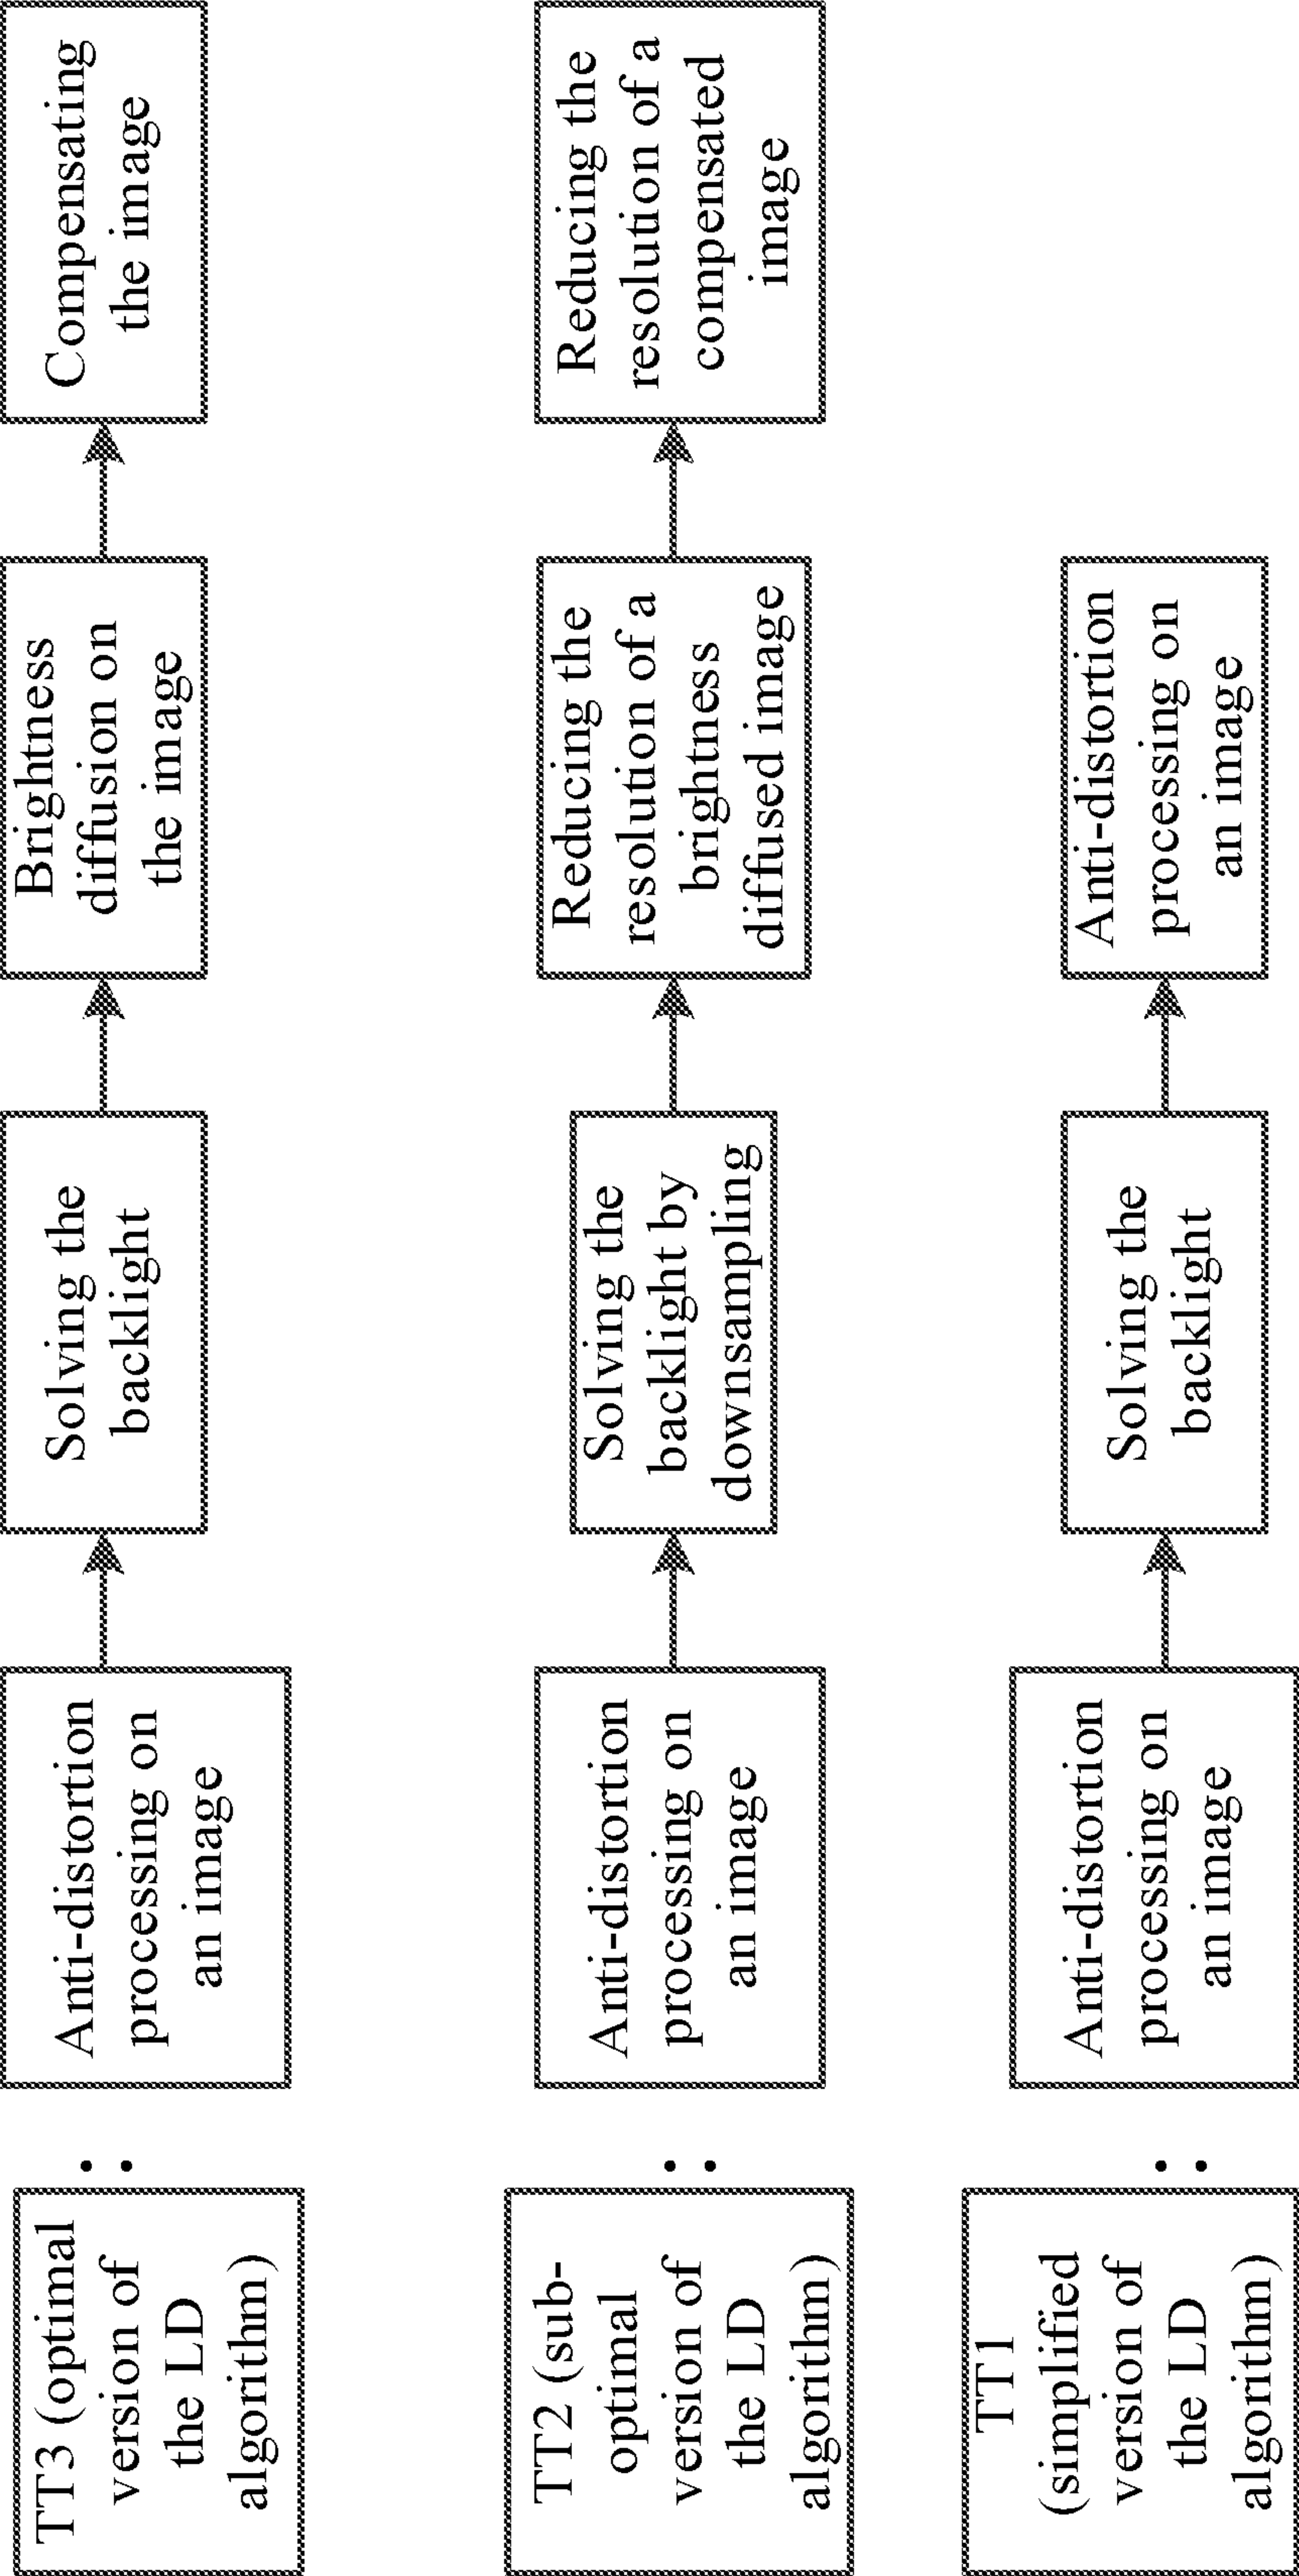 TT3 (optimal
version of
the LD
algorithm)
:
Anti-distortion
processing on
an image
Solving the
backlight
Brightness
diffusion on
the image
Compensating
the image
TT2 (sub-
optimal
version of
the LD
algorithm)
:
Anti-distortion
processing on
an image
Solving the
backlight by
downsampling
Reducing the
resolution of a
brightness
diffused image
Reducing the
resolution of a
compensated
image
TT1
(simplified
version of
the LD
algorithm)
:
Anti-distortion
processing on
an image
Solving the
backlight
Anti-distortion
processing on
an image